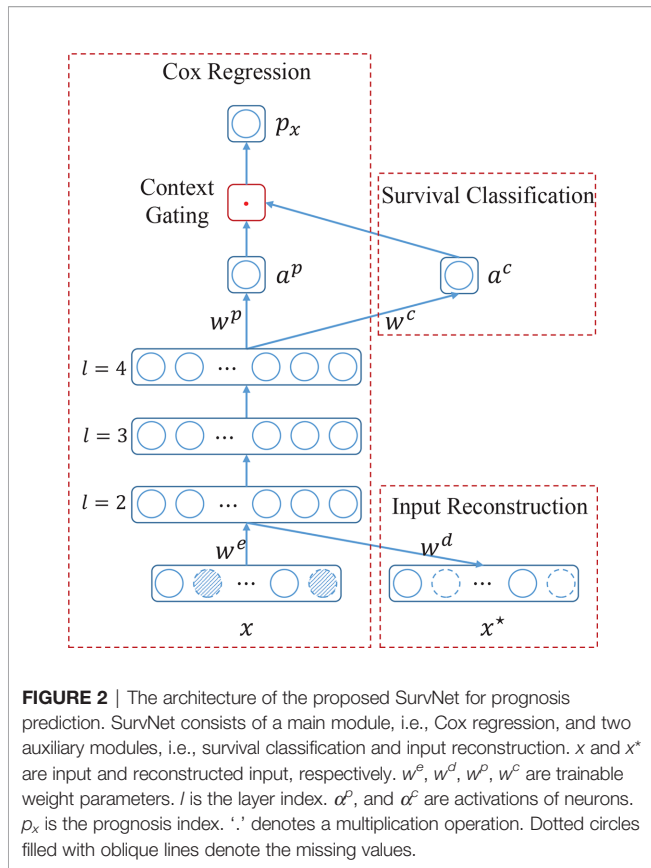 Cox Regression
p_x
Context
Gating
Survival Classification
a^p
a^c
w^p
w^c
l = 4
...
l = 3
...
l = 2
...
Input Reconstruction
w^e
w^d
...
...
x
x^⋆
FIGURE 2 | The architecture of the proposed SurvNet for prognosis
prediction. SurvNet consists of a main module, i.e., Cox regression, and two
auxiliary modules, i.e., survival classification and input reconstruction. x and x^⋆
are input and reconstructed input, respectively. w^e, w^d, w^p, w^c are trainable
weight parameters. l is the layer index. α^p, and α^c are activations of neurons.
p_x is the prognosis index. ‘.’ denotes a multiplication operation. Dotted circles
filled with oblique lines denote the missing values.